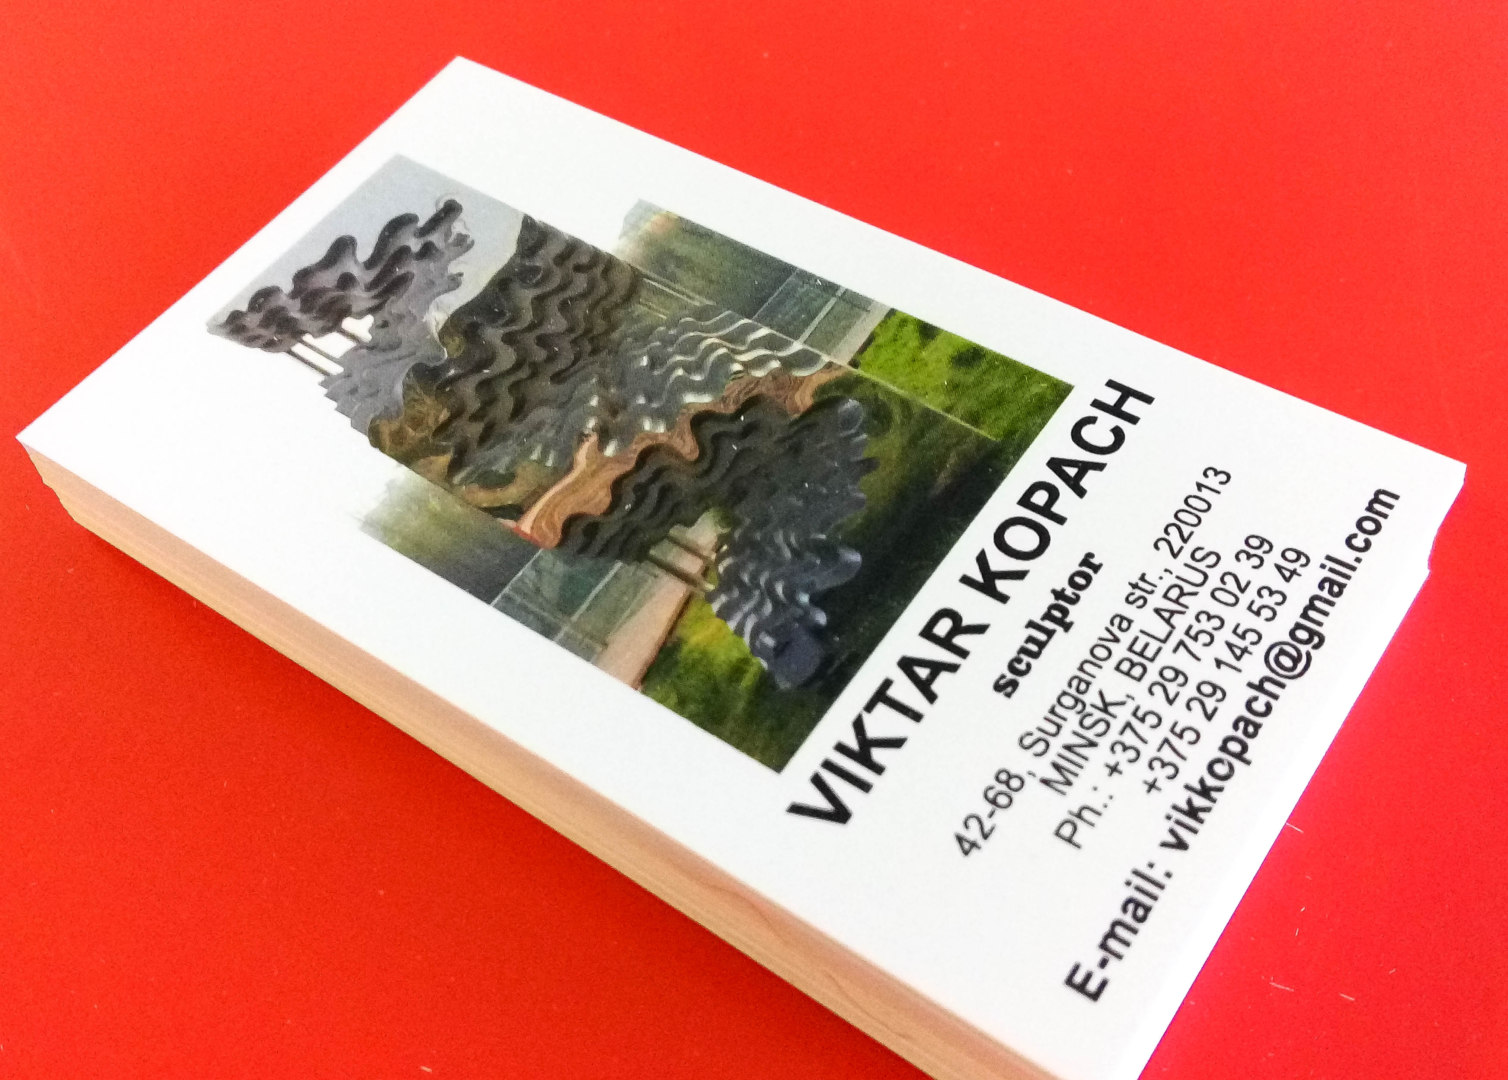 VIKTAR KOPACH
sculptor
42-68, Surganova str., 220013
MINSK, BELARUS
Ph.: +375 29 753 02 39
+375 29 145 53 49
E-mail: vikkopach@gmail.com